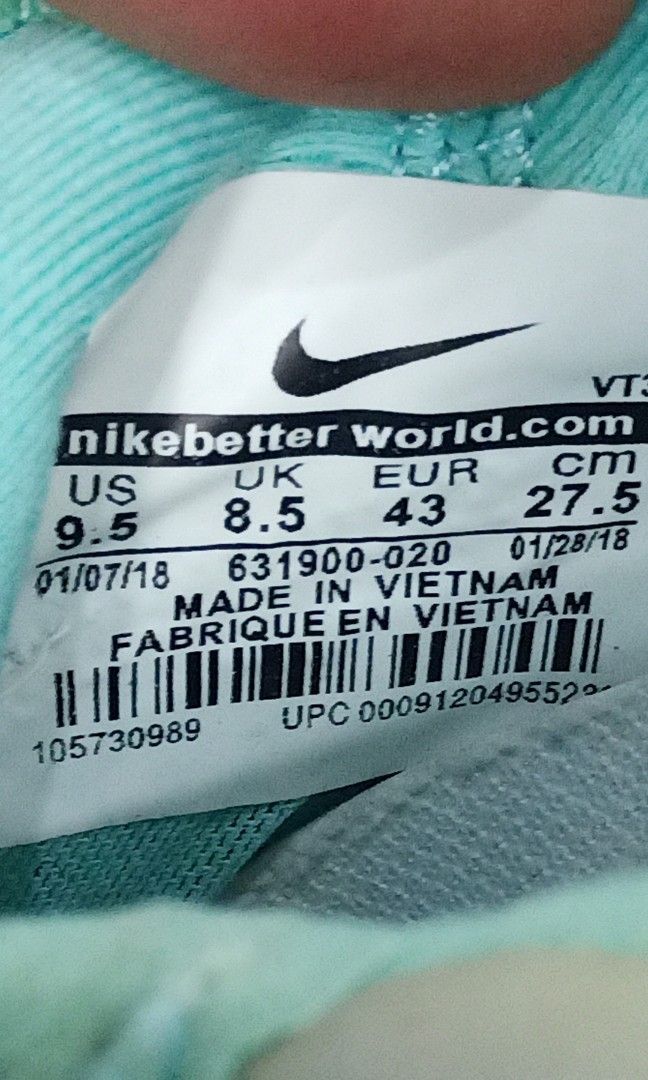 VT3
nikebetter world.com
US UK EUR cm
9.5 8.5 43 27.5
01/07/18 631900-020 01/28/18
MADE IN VIETNAM
FABRIQUE EN VIETNAM
105730989 UPC